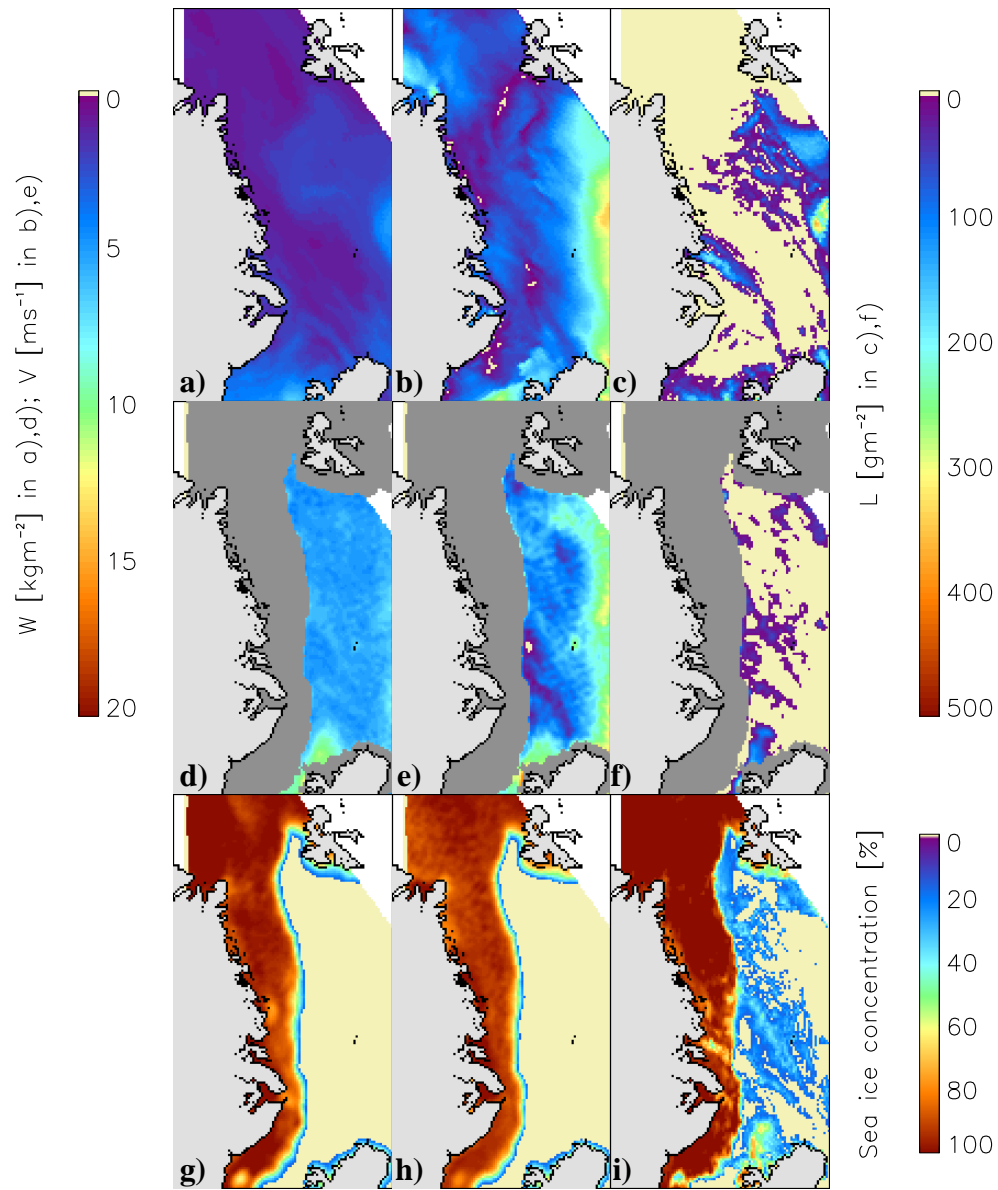 W [kgm⁻²] in a),d); V [ms⁻¹] in b),e)
0
5
10
15
20
a)
b)
c)
d)
e)
f)
g)
h)
i)
L [gm⁻²] in c),f)
0
100
200
300
400
500
Sea ice concentration [%]
0
20
40
60
80
100